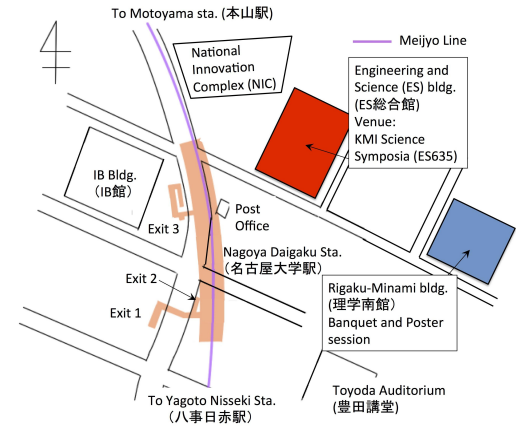 To Motoyama sta. (本山駅)
Meijyo Line
National
Innovation
Complex (NIC)
Engineering and
Science (ES) bldg.
(ES総合館)
Venue:
KMI Science
Symposia (ES635)
IB Bldg.
(IB館)
Exit 3
Post
Office
Nagoya Daigaku Sta.
(名古屋大学駅)
Exit 2
Exit 1
Rigaku-Minami bldg.
(理学南館)
Banquet and Poster
session
To Yagoto Nisseki Sta.
(八事日赤駅)
Toyoda Auditorium
(豊田講堂)